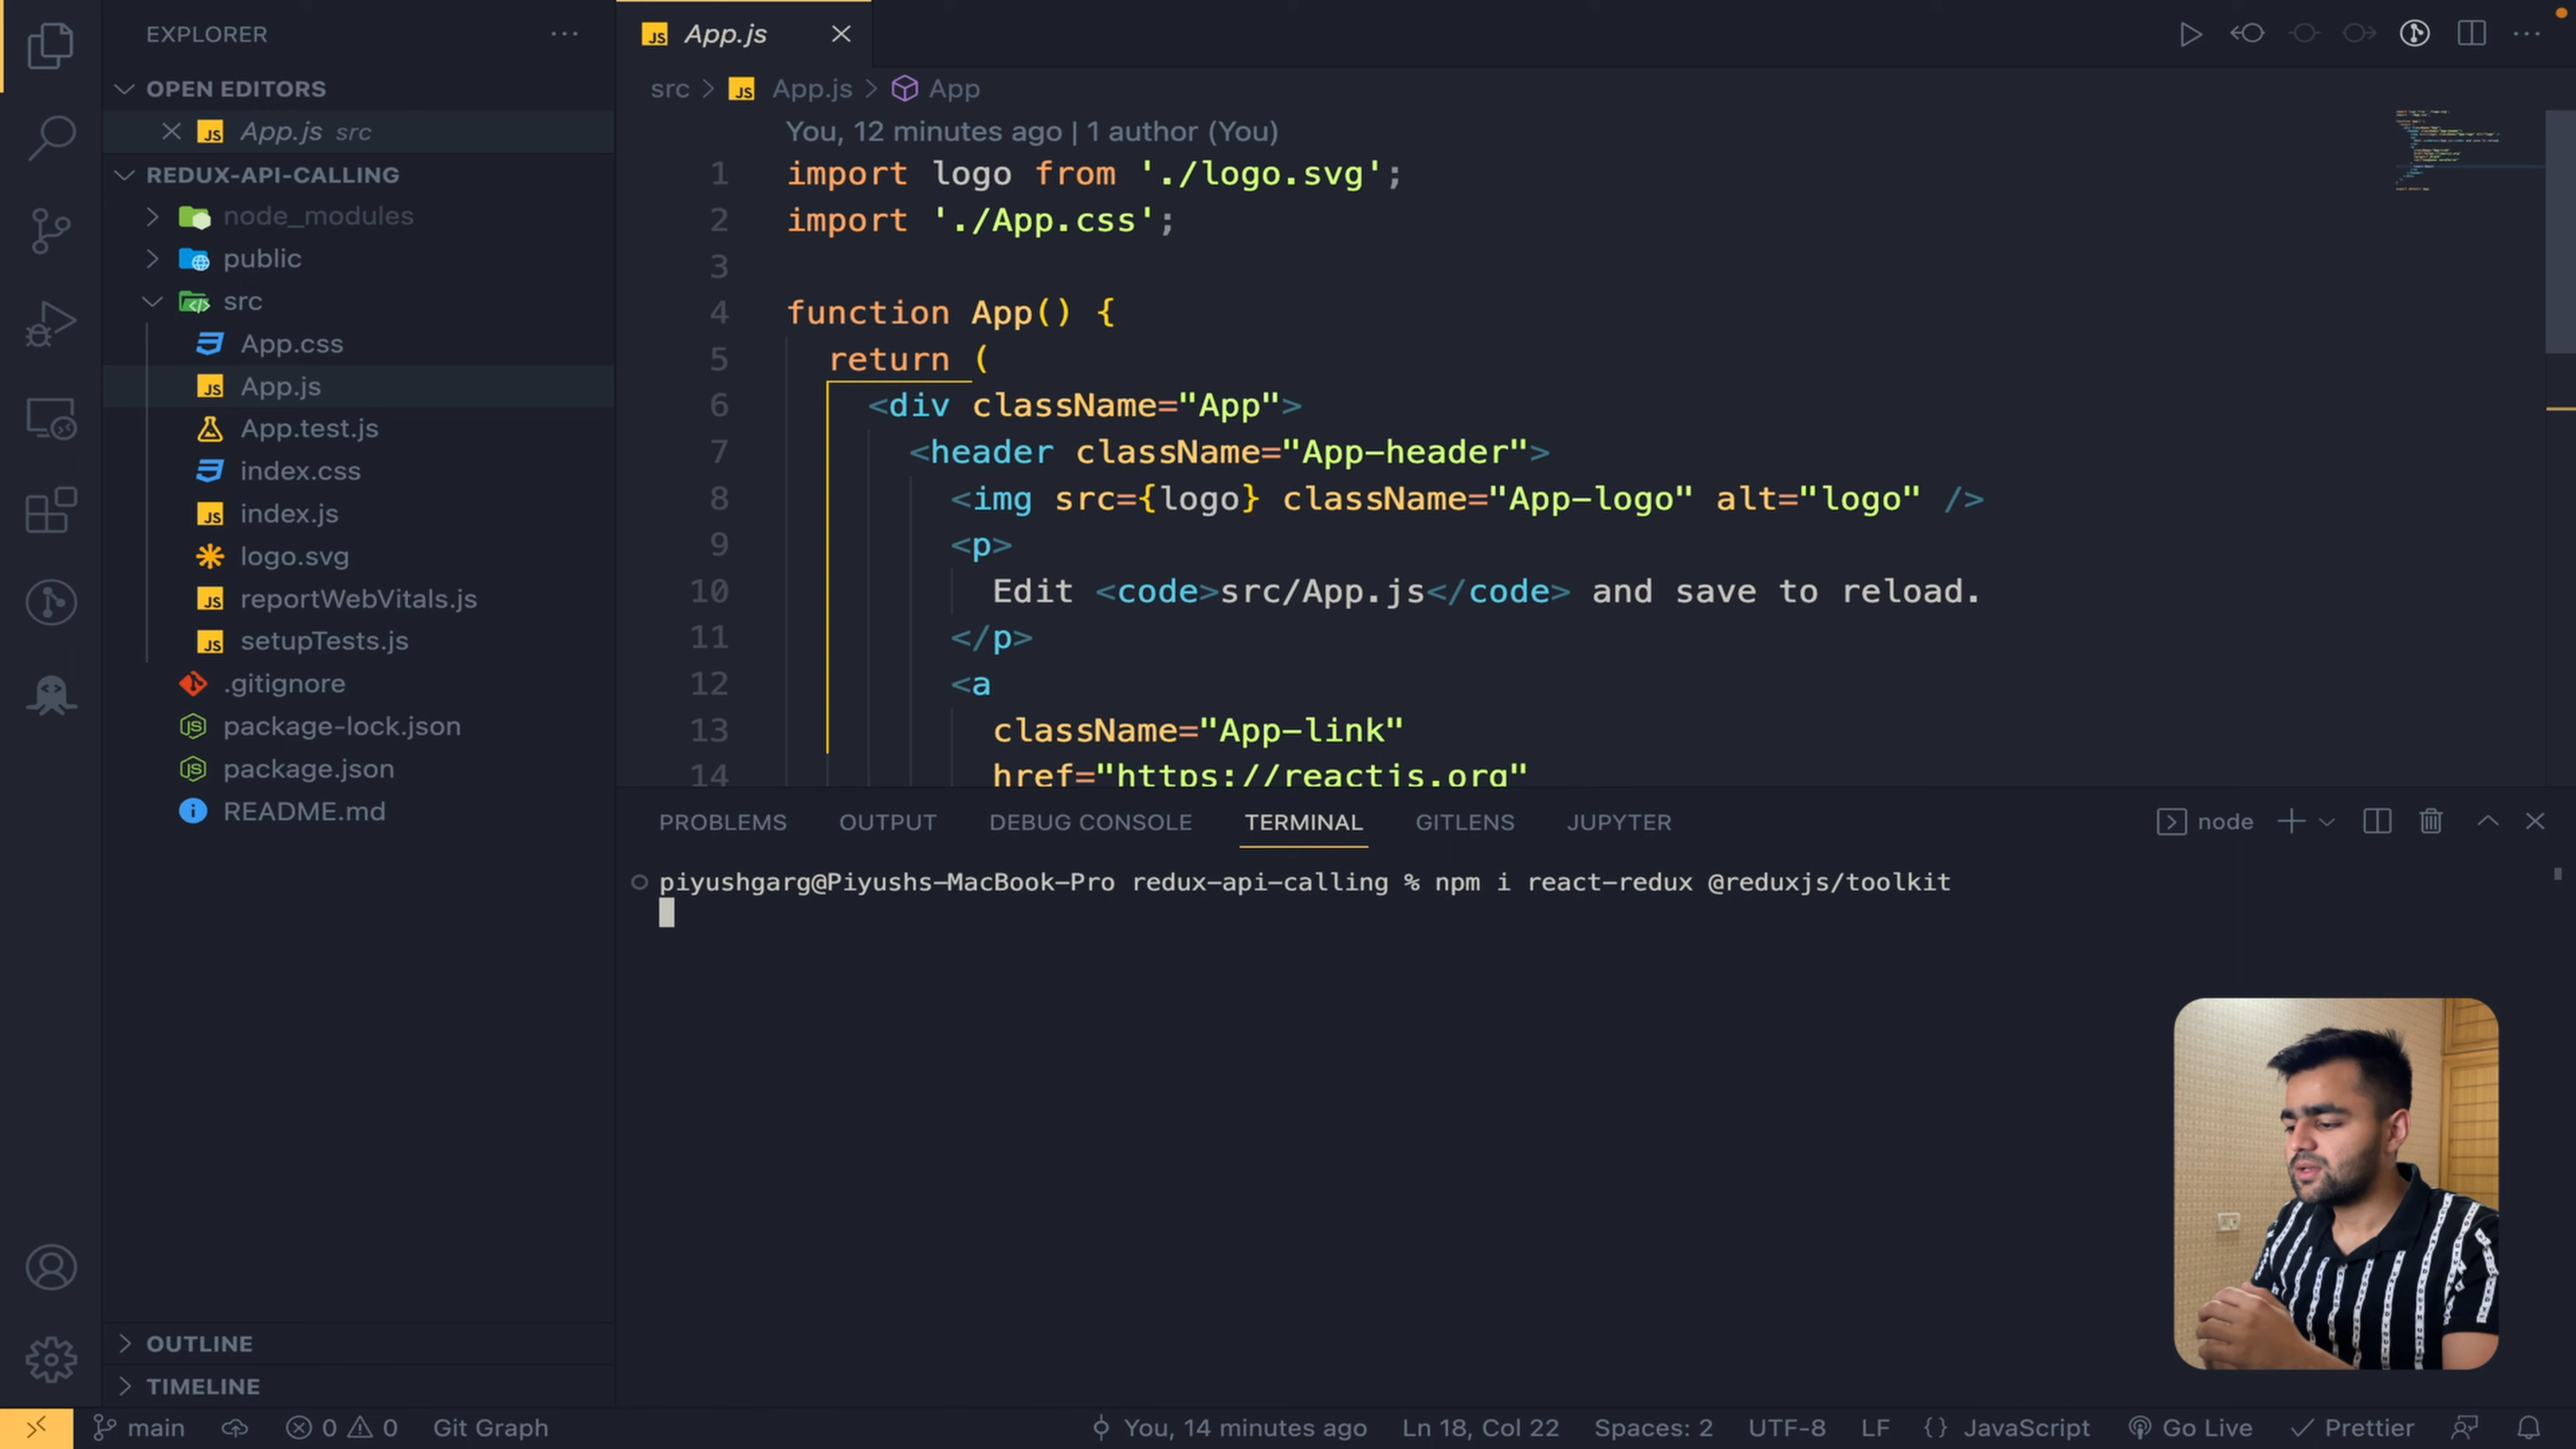 EXPLORER
OPEN EDITORS
App.js src
REDUX-API-CALLING
node_modules
public
src
App.css
App.js
App.test.js
index.css
index.js
logo.svg
reportWebVitals.js
setupTests.js
.gitignore
package-lock.json
package.json
README.md
OUTLINE
TIMELINE
App.js
src > App.js > App
You, 12 minutes ago | 1 author (You)
1 import logo from './logo.svg';
2 import './App.css';
3
4 function App() {
5 return (
6 <div className="App">
7 <header className="App-header">
8 <img src={logo} className="App-logo" alt="logo" />
9 <p>
10 Edit <code>src/App.js</code> and save to reload.
11 </p>
12 <a
13 className="App-link"
14 href="https://reactjs.org"
PROBLEMS OUTPUT DEBUG CONSOLE TERMINAL GITLENS JUPYTER
node
piyushgarg@Piyushs-MacBook-Pro redux-api-calling % npm i react-redux @reduxjs/toolkit
main 0 0 Git Graph You, 14 minutes ago Ln 18, Col 22 Spaces: 2 UTF-8 LF {} JavaScript Go Live Prettier